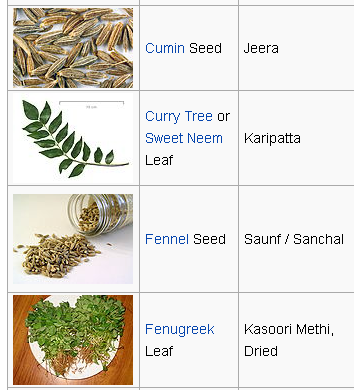 Cumin Seed
Jeera
Curry Tree or
Sweet Neem
Leaf
Karipatta
Fennel Seed
Saunf / Sanchal
Fenugreek
Leaf
Kasoori Methi,
Dried